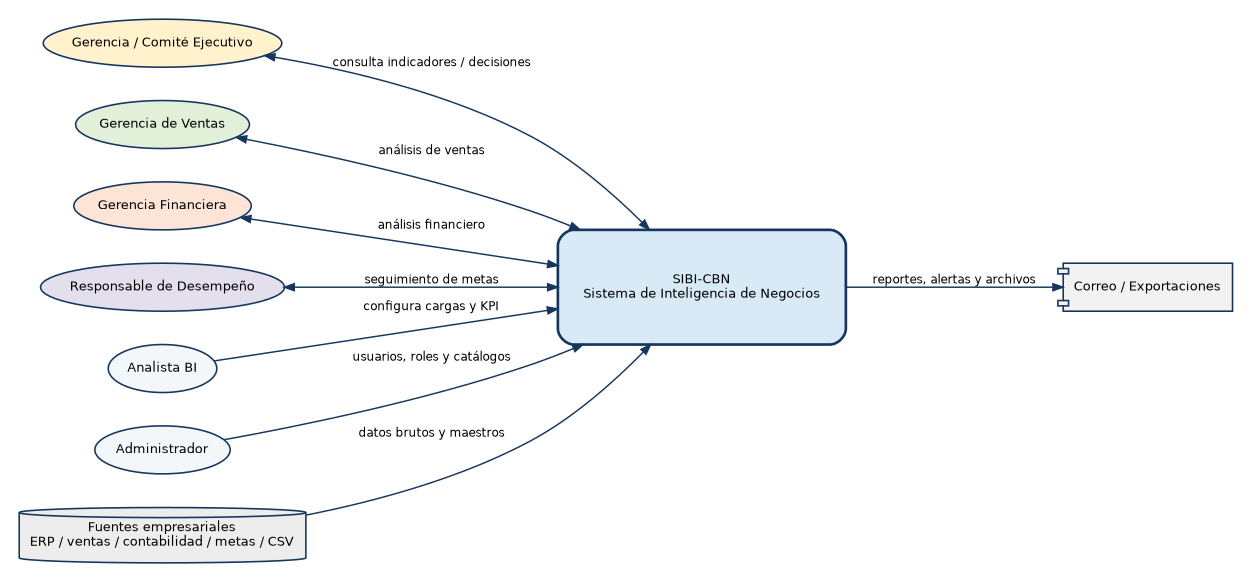 Gerencia / Comité Ejecutivo
consulta indicadores / decisiones
Gerencia de Ventas
análisis de ventas
Gerencia Financiera
análisis financiero
Responsable de Desempeño
seguimiento de metas
configura cargas y KPI
Analista BI
usuarios, roles y catálogos
Administrador
datos brutos y maestros
Fuentes empresariales
ERP / ventas / contabilidad / metas / CSV
SIBI-CBN
Sistema de Inteligencia de Negocios
reportes, alertas y archivos
Correo / Exportaciones